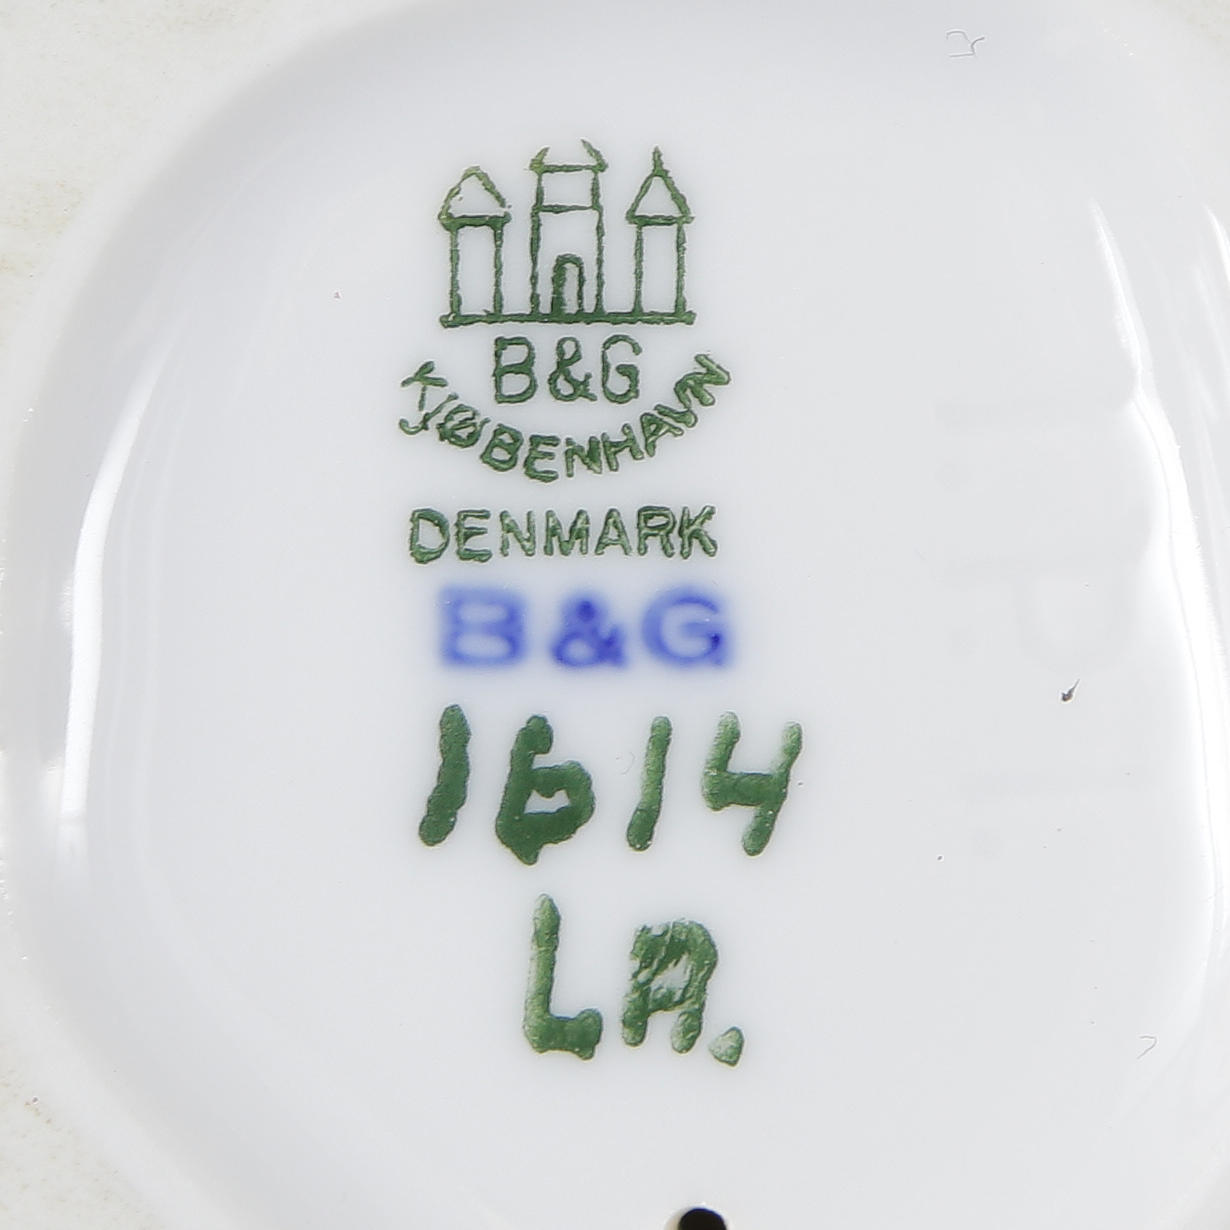 B&G
KJØBENHAVN
DENMARK
B&G
1614
LA.